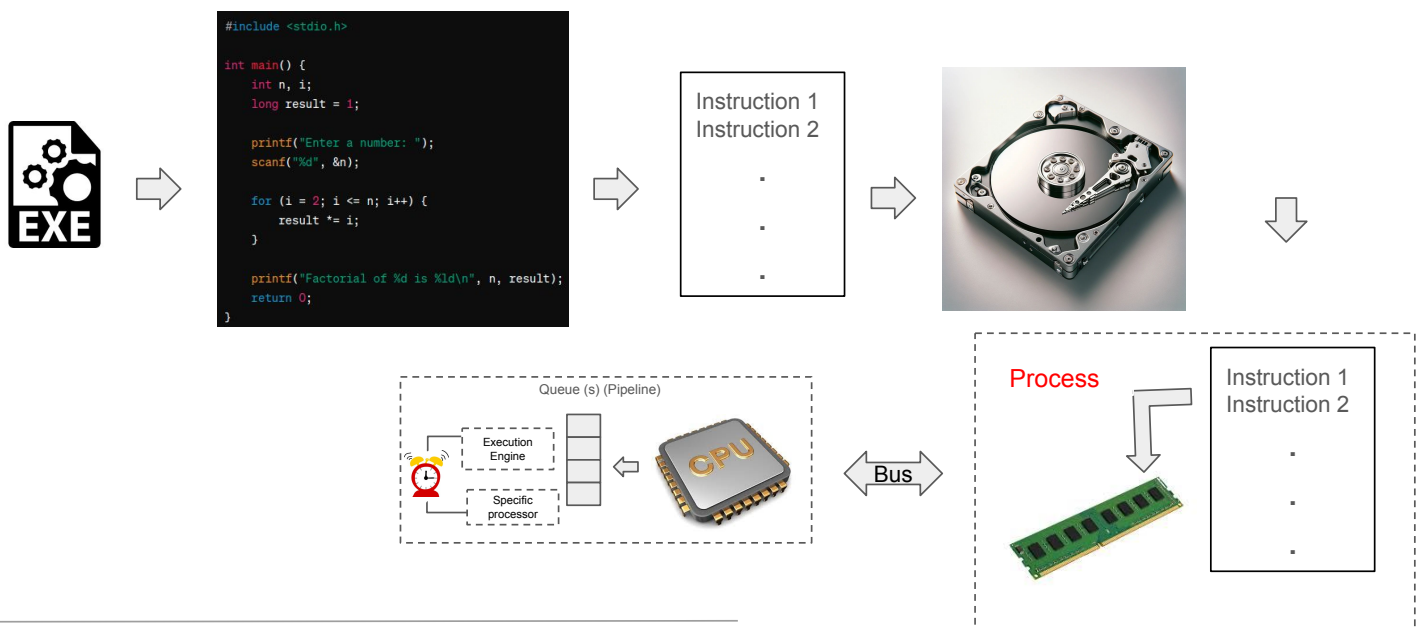 EXE
#include <stdio.h>
int main() {
    int n, i;
    long result = 1;
    printf("Enter a number: ");
    scanf("%d", &n);
    for (i = 2; i <= n; i++) {
        result *= i;
    }
    printf("Factorial of %d is %ld\n", n, result);
    return 0;
}
Instruction 1
Instruction 2
.
.
.
Queue (s) (Pipeline)
Execution
Engine
Specific
processor
CPU
Bus
Process
Instruction 1
Instruction 2
.
.
.